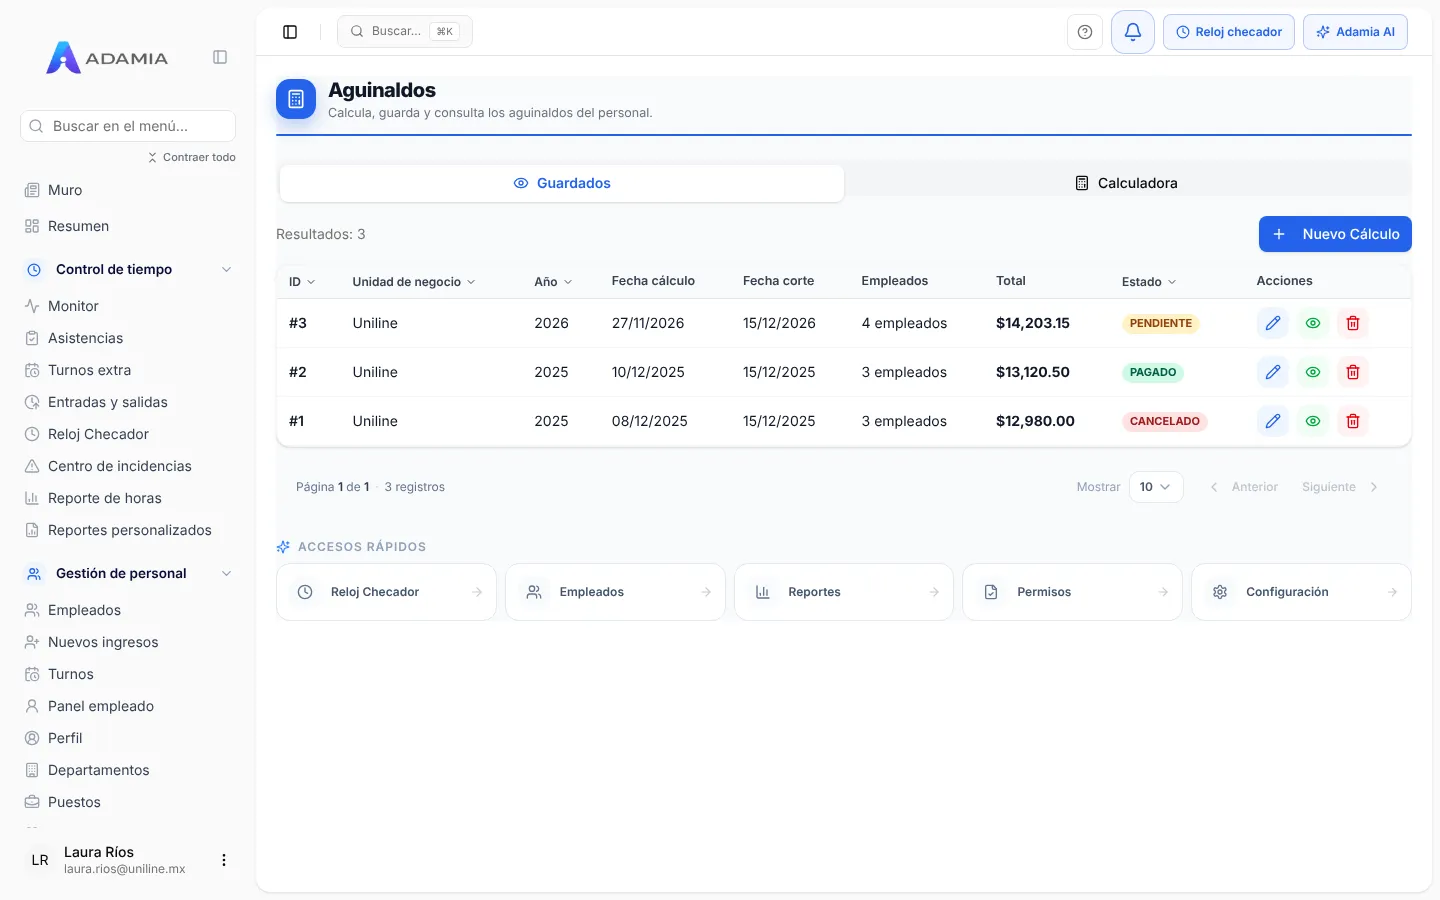 ADAMIA
Buscar en el menú...
Contraer todo
Muro
Resumen
Control de tiempo
Monitor
Asistencias
Turnos extra
Entradas y salidas
Reloj Checador
Centro de incidencias
Reporte de horas
Reportes personalizados
Gestión de personal
Empleados
Nuevos ingresos
Turnos
Panel empleado
Perfil
Departamentos
Puestos
LR
Laura Ríos
laura.rios@uniline.mx
Buscar... ⌘K
Reloj checador
Adamia AI
Aguinaldos
Calcula, guarda y consulta los aguinaldos del personal.
Guardados
Calculadora
Resultados: 3
Nuevo Cálculo
ID Unidad de negocio Año Fecha cálculo Fecha corte Empleados Total Estado Acciones
#3 Uniline 2026 27/11/2026 15/12/2026 4 empleados $14,203.15 PENDIENTE
#2 Uniline 2025 10/12/2025 15/12/2025 3 empleados $13,120.50 PAGADO
#1 Uniline 2025 08/12/2025 15/12/2025 3 empleados $12,980.00 CANCELADO
Página 1 de 1 · 3 registros
Mostrar 10 Anterior Siguiente
ACCESOS RÁPIDOS
Reloj Checador
Empleados
Reportes
Permisos
Configuración